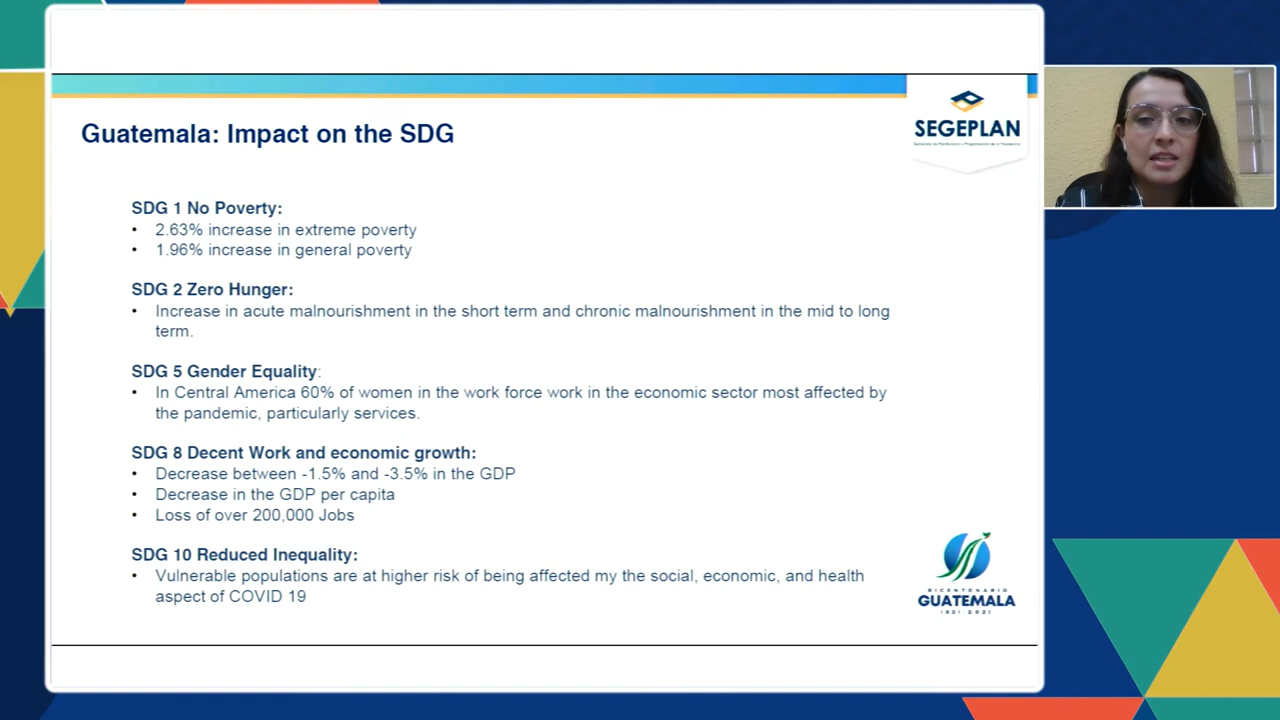 Guatemala: Impact on the SDG
SEGEPLAN
SDG 1 No Poverty:
• 2.63% increase in extreme poverty
• 1.96% increase in general poverty
SDG 2 Zero Hunger:
• Increase in acute malnourishment in the short term and chronic malnourishment in the mid to long
term.
SDG 5 Gender Equality:
• In Central America 60% of women in the work force work in the economic sector most affected by
the pandemic, particularly services.
SDG 8 Decent Work and economic growth:
• Decrease between -1.5% and -3.5% in the GDP
• Decrease in the GDP per capita
• Loss of over 200,000 Jobs
SDG 10 Reduced Inequality:
• Vulnerable populations are at higher risk of being affected my the social, economic, and health
aspect of COVID 19
BICENTENARIO
GUATEMALA
1821-2021